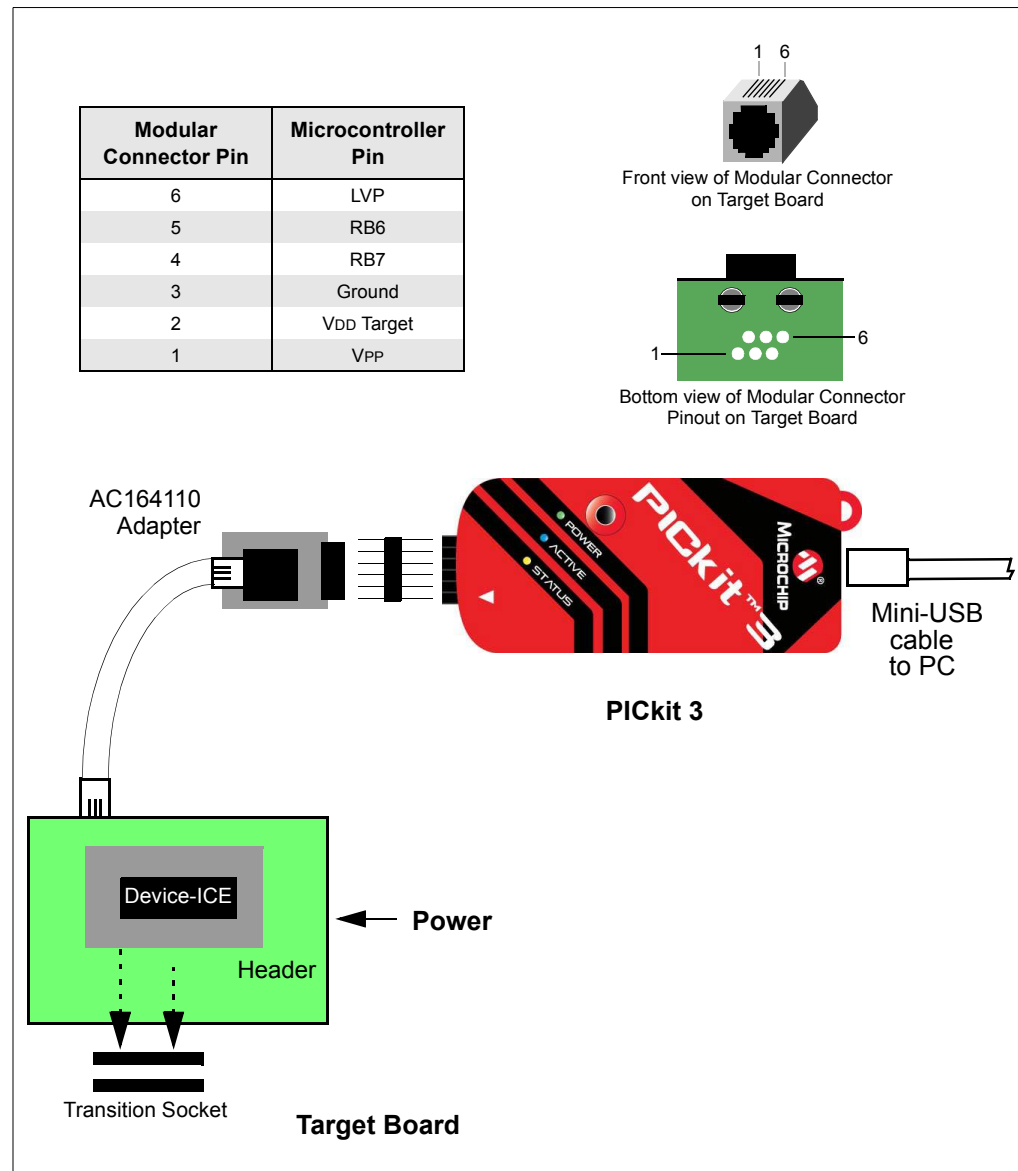 1 6
Modular
Connector Pin
Microcontroller
Pin
6 LVP
5 RB6
4 RB7
3 Ground
2 VDD Target
1 VPP
Front view of Modular Connector
on Target Board
1
6
Bottom view of Modular Connector
Pinout on Target Board
AC164110
Adapter
POWER
ACTIVE
STATUS
PICkit™3
MICROCHIP
®
Mini-USB
cable
to PC
PICkit 3
Device-ICE
Power
Header
Transition Socket
Target Board